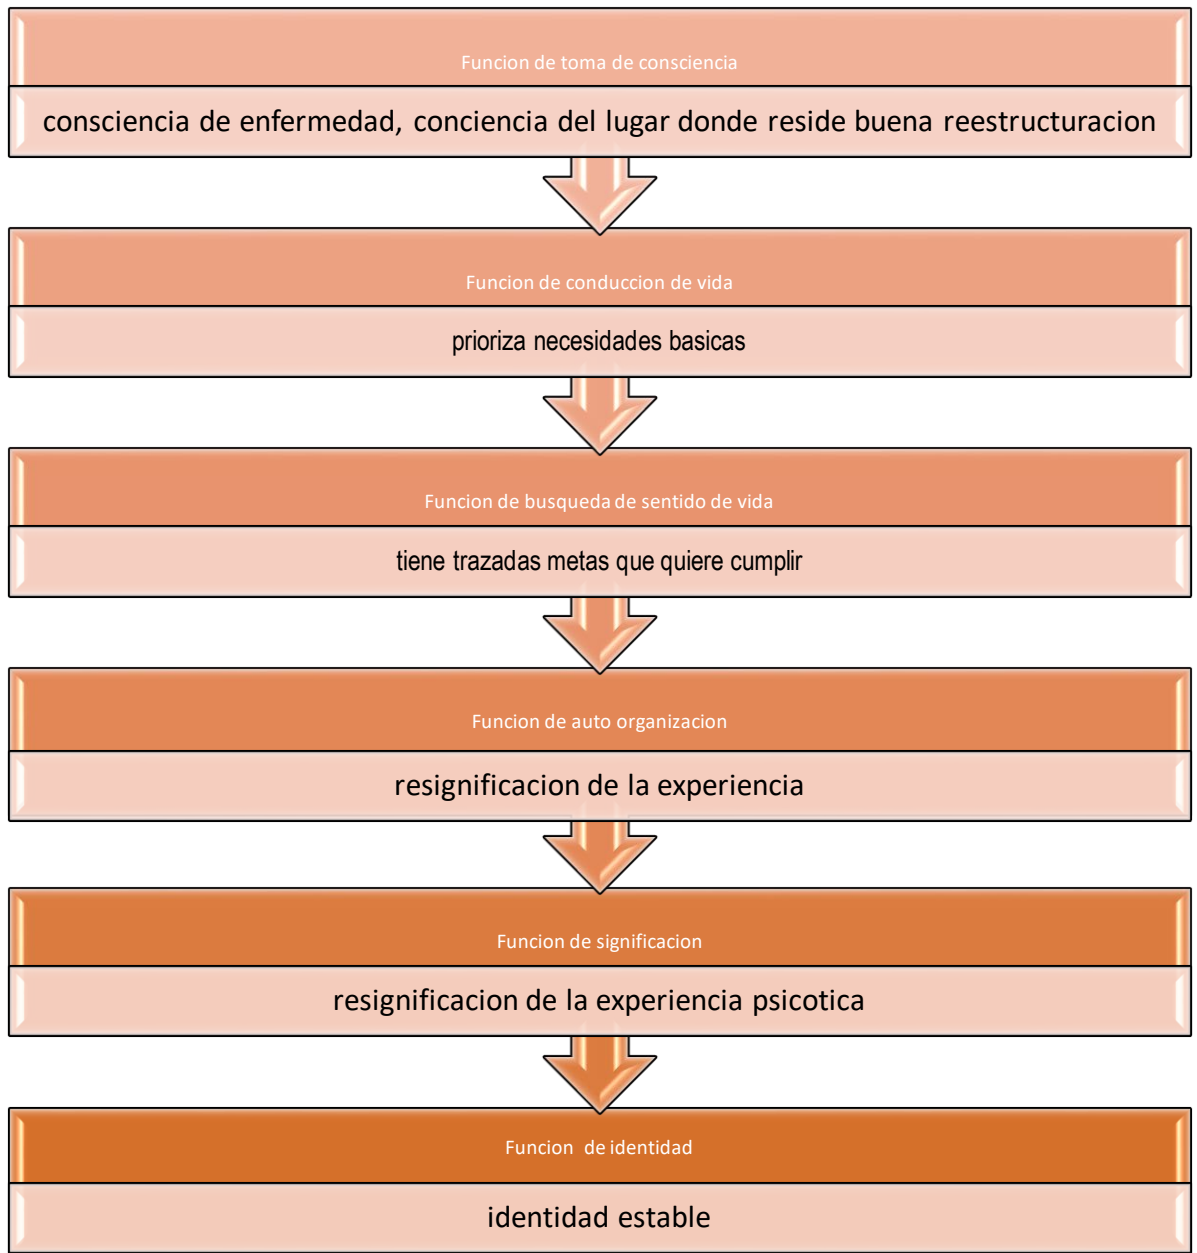 Funcion de toma de consciencia
consciencia de enfermedad, conciencia del lugar donde reside buena reestructuracion
Funcion de conduccion de vida
prioriza necesidades basicas
Funcion de busqueda de sentido de vida
tiene trazadas metas que quiere cumplir
Funcion de auto organizacion
resignificacion de la experiencia
Funcion de significacion
resignificacion de la experiencia psicotica
Funcion de identidad
identidad estable